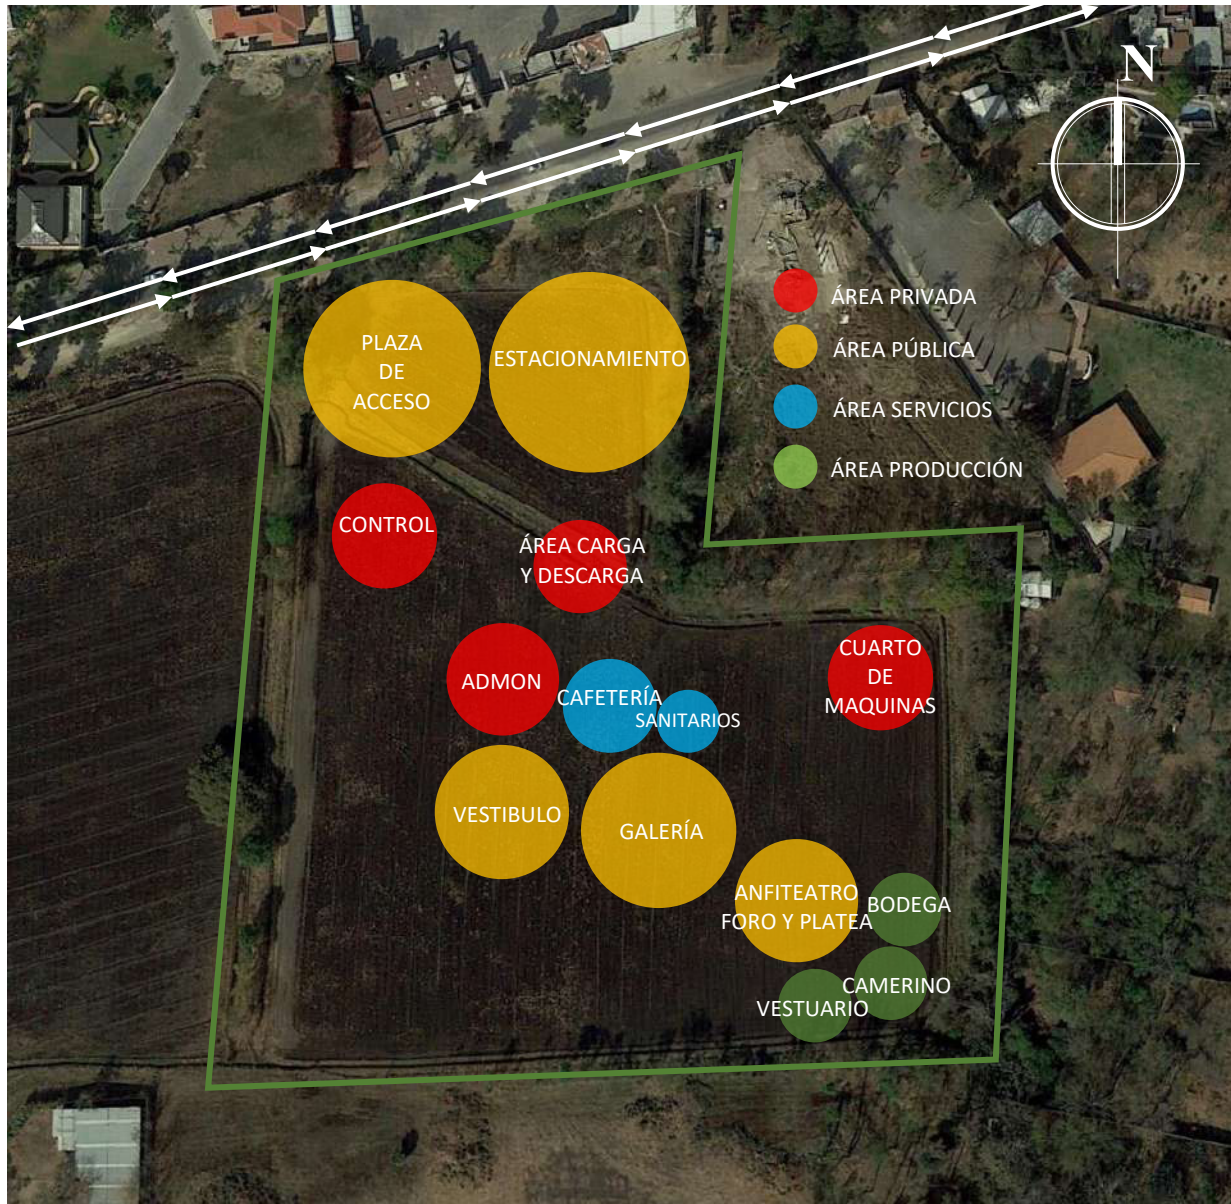 N
ÁREA PRIVADA
ÁREA PÚBLICA
ÁREA SERVICIOS
ÁREA PRODUCCIÓN
PLAZA
DE
ACCESO
ESTACIONAMIENTO
CONTROL
ÁREA CARGA
Y DESCARGA
ADMON
CAFETERÍA
SANITARIOS
CUARTO
DE
MAQUINAS
VESTIBULO
GALERÍA
ANFITEATRO
FORO Y PLATEA
BODEGA
CAMERINO
VESTUARIO